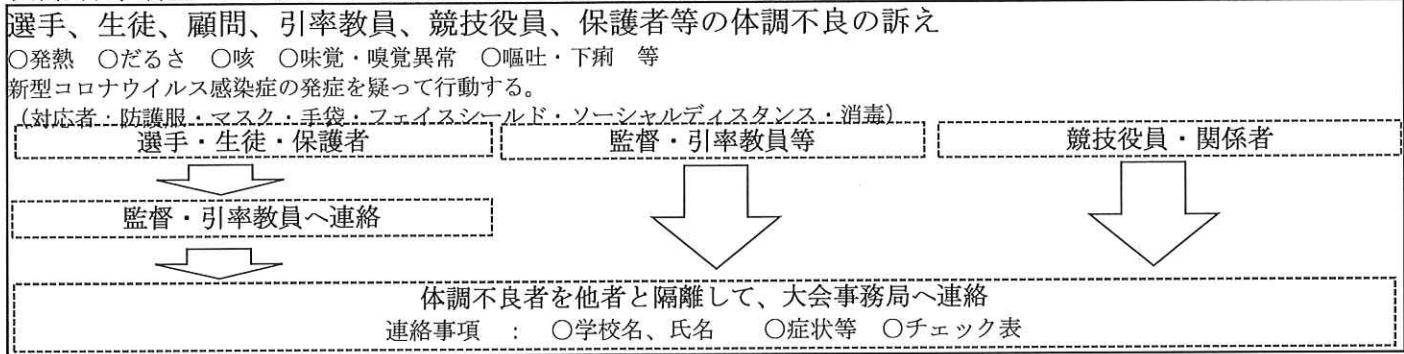 選手、生徒、顧問、引率教員、競技役員、保護者等の体調不良の訴え
○発熱　○だるさ　○咳　○味覚・嗅覚異常　○嘔吐・下痢　等
新型コロナウイルス感染症の発症を疑って行動する。
（対応者：防護服・マスク・手袋・フェイスシールド・ソーシャルディスタンス・消毒）
選手・生徒・保護者　監督・引率教員等　競技役員・関係者
監督・引率教員へ連絡
体調不良者を他者と隔離して、大会事務局へ連絡
連絡事項　：　○学校名、氏名　○症状等　○チェック表